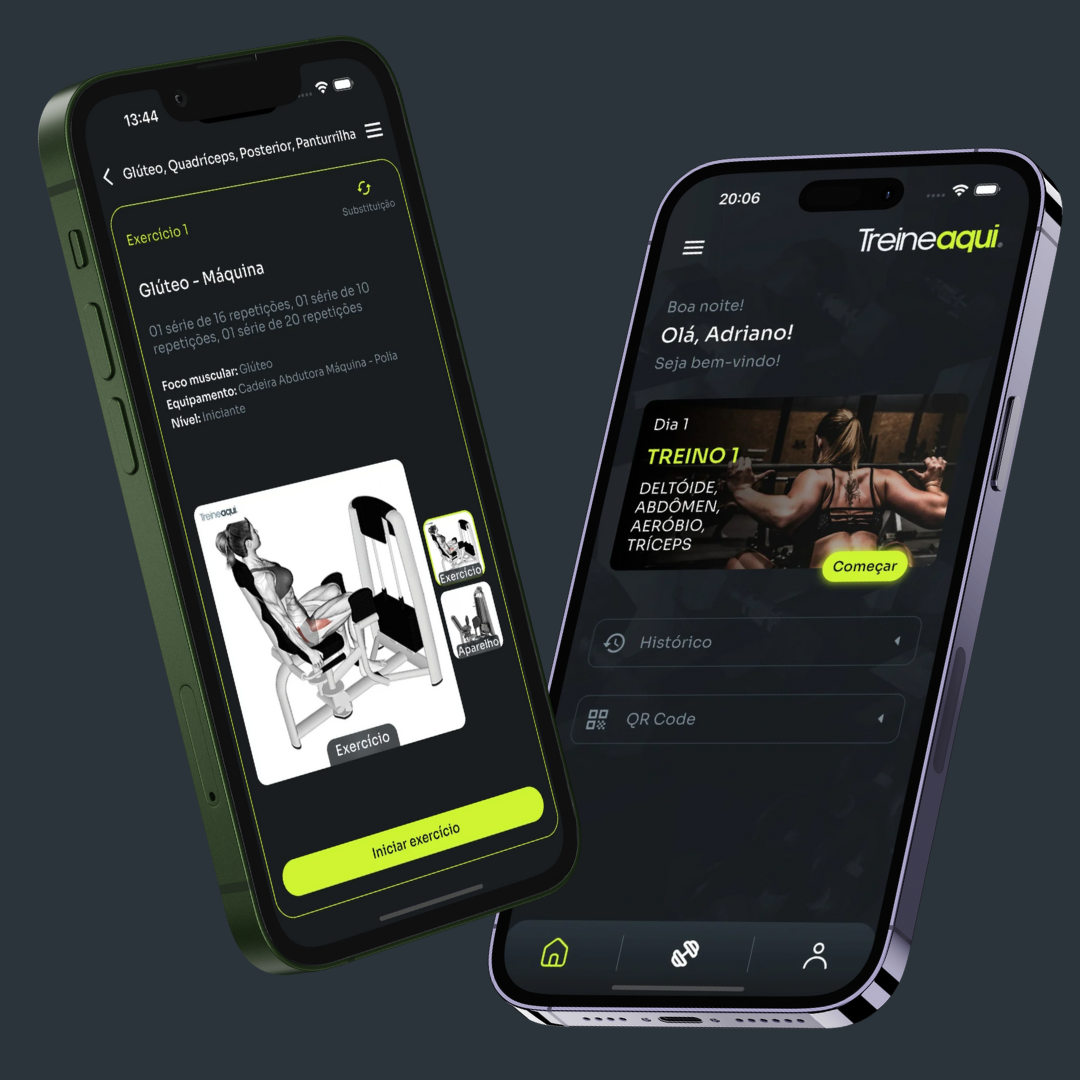 13:44
Glúteo, Quadríceps, Posterior, Panturrilha
Substituição
Exercício 1
Glúteo - Máquina
01 série de 16 repetições, 01 série de 10
repetições, 01 série de 20 repetições
Foco muscular: Glúteo
Equipamento: Cadeira Abdutora Máquina - Polia
Nível: Iniciante
Treineaqui
Exercício
Exercício
Aparelho
Iniciar exercício
20:06
Treineaqui
Boa noite!
Olá, Adriano!
Seja bem-vindo!
Dia 1
TREINO 1
DELTÓIDE,
ABDÔMEN,
AERÓBIO,
TRÍCEPS
Começar
Histórico
QR Code